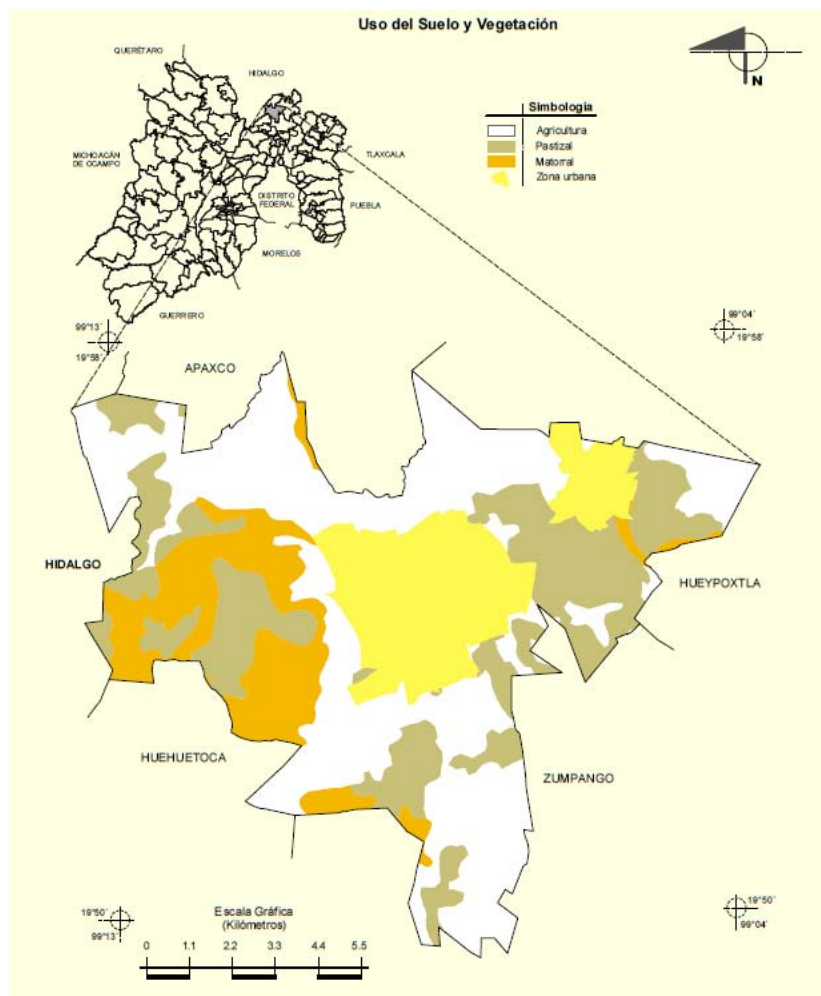 Uso del Suelo y Vegetación
QUERÉTARO
HIDALGO
N
Simbología
Agricultura
Pastizal
Matorral
Zona urbana
MICHOACÁN
DE OCAMPO
TLAXCALA
DISTRITO
FEDERAL
PUEBLA
MORELOS
GUERRERO
99°13´
19°58´
99°04´
19°58´
APAXCO
HIDALGO
HUEYPOXTLA
HUEHUETOCA
ZUMPANGO
19°50´
99°13´
Escala Gráfica
(Kilómetros)
0 1.1 2.2 3.3 4.4 5.5
19°50´
99°04´